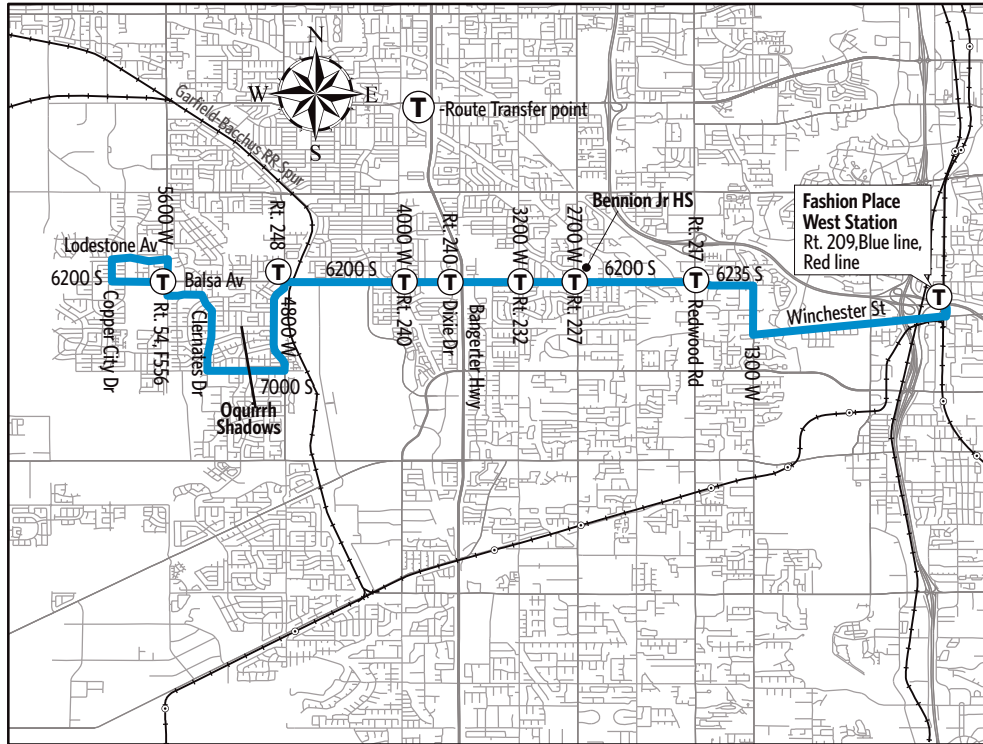 N
W
E
S
T
-Route Transfer point
Garfield-Bacchus RR Spur
Lodestone Av
5600 W
6200 S
T
Balsa Av
Copper City Dr
Rt. 54, F556
Clernates Dr
Oquirrh
Shadows
7000 S
Rt. 248
T
4800 W
6200 S
4000 W
T
Rt. 240
Rt. 240
T
Dixie Dr
Bangerter Hwy
3200 W
T
Rt. 232
2700 W
T
Rt. 227
Bennion Jr HS
6200 S
Rt. 217
T
Redwood Rd
6235 S
1300 W
Winchester St
Fashion Place
West Station
Rt. 209,Blue line,
Red line
T